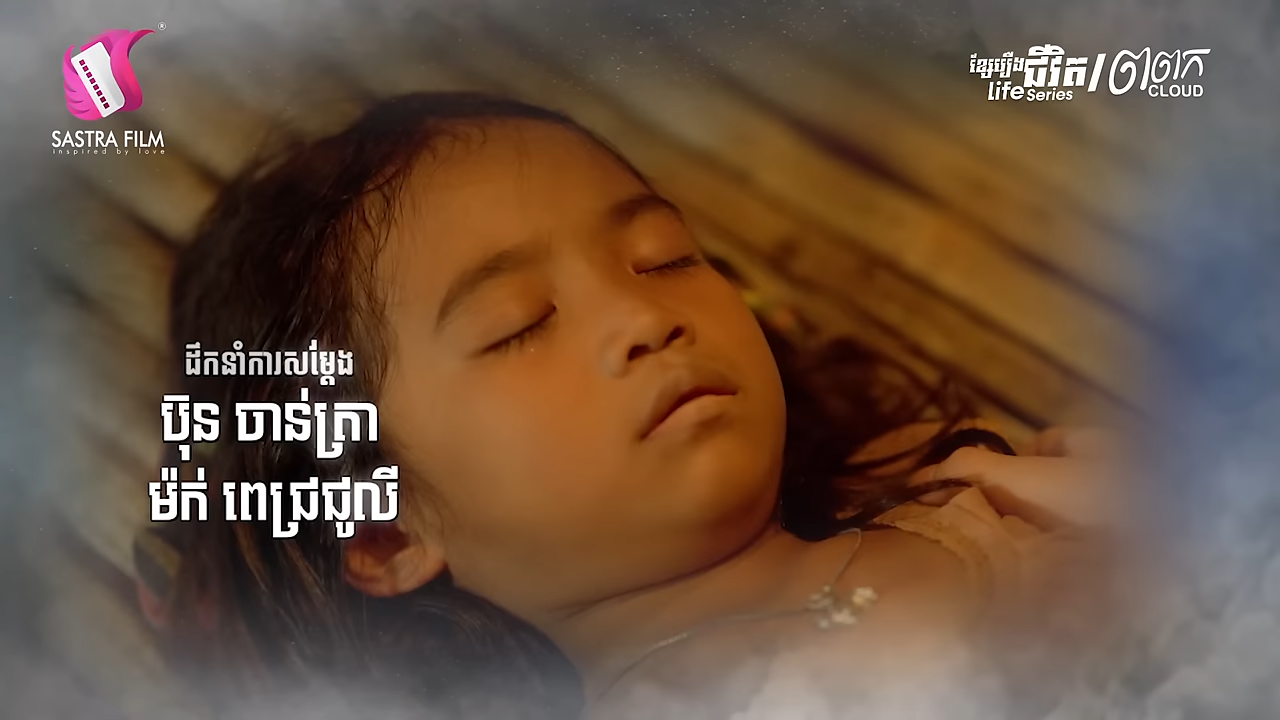 ®
SASTRA FILM
inspired by love
ខ្សែរឿងជីវិត/ពពក
life Series CLOUD
ដឹកនាំការសម្ដែង
ប៊ុន ចាន់ត្រា
ម៉ក់ ពេជ្រជូលី